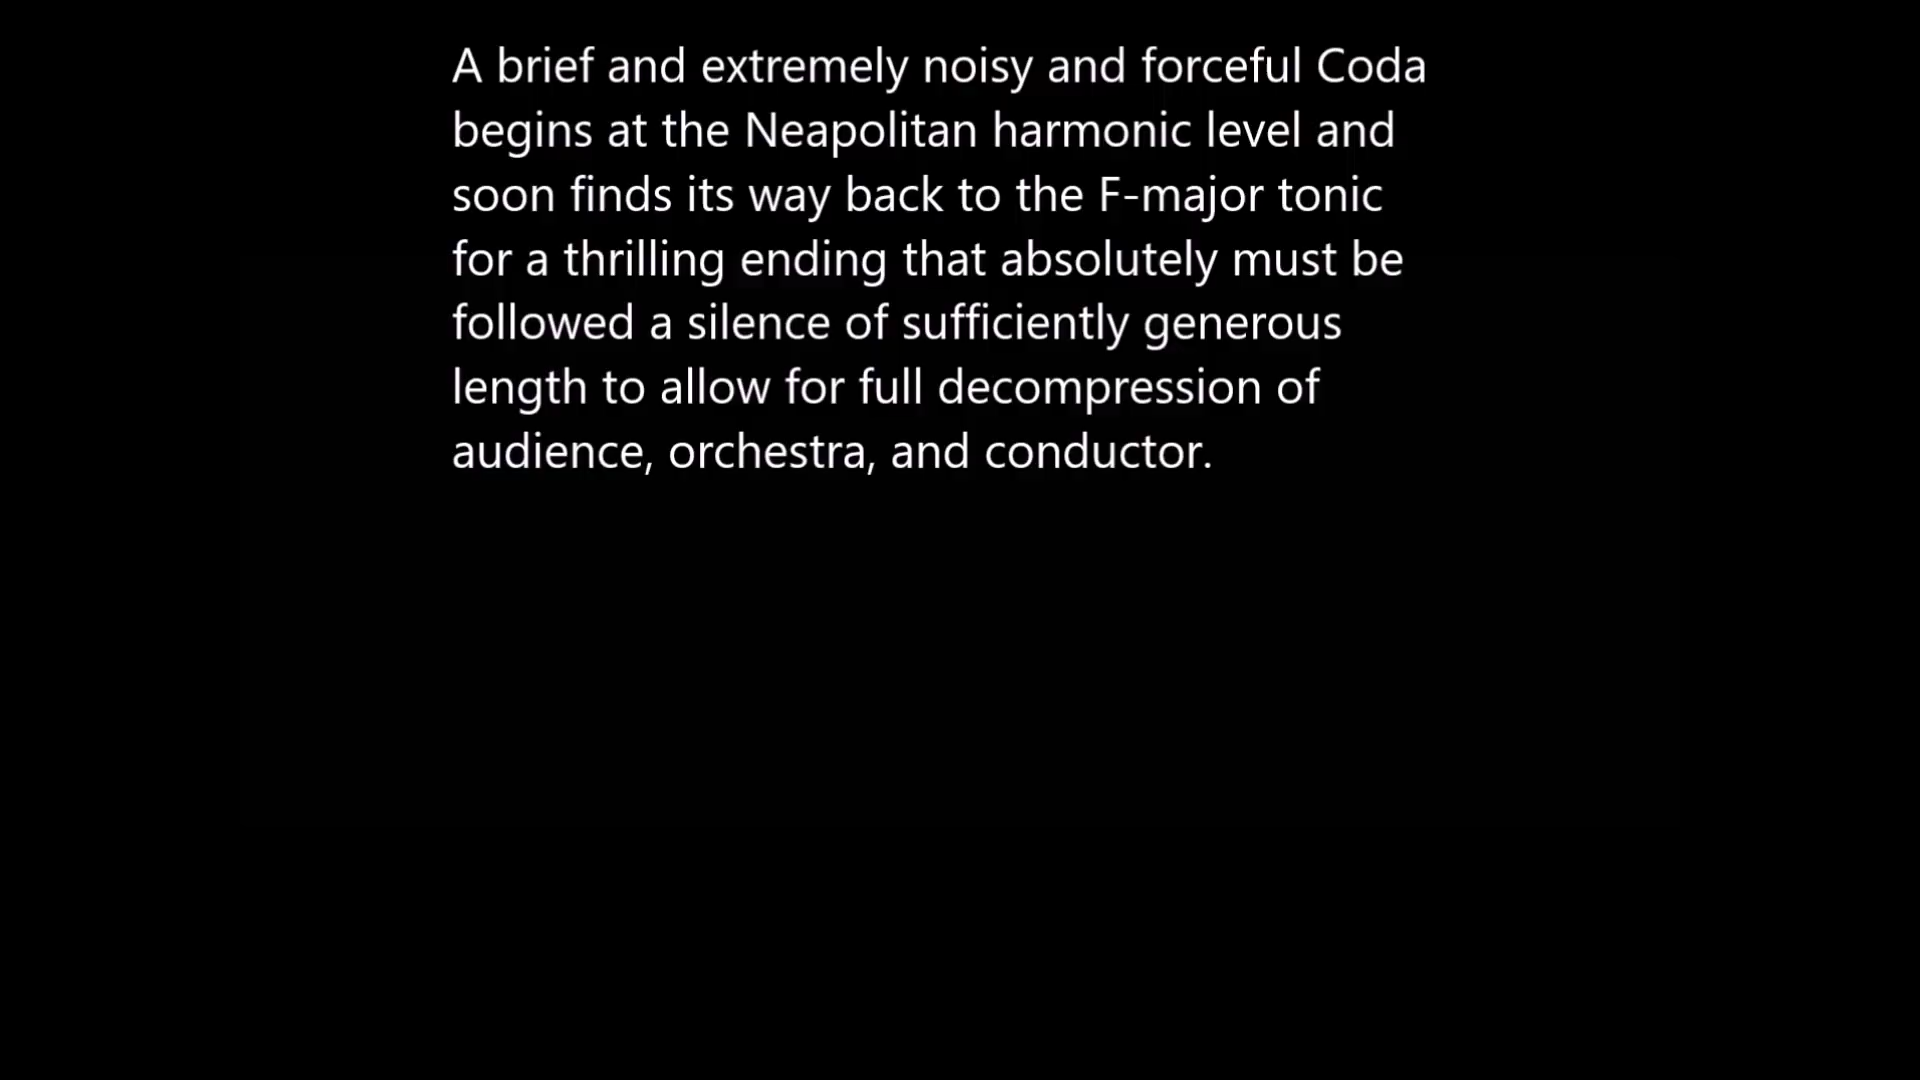 A brief and extremely noisy and forceful Coda
begins at the Neapolitan harmonic level and
soon finds its way back to the F-major tonic
for a thrilling ending that absolutely must be
followed a silence of sufficiently generous
length to allow for full decompression of
audience, orchestra, and conductor.